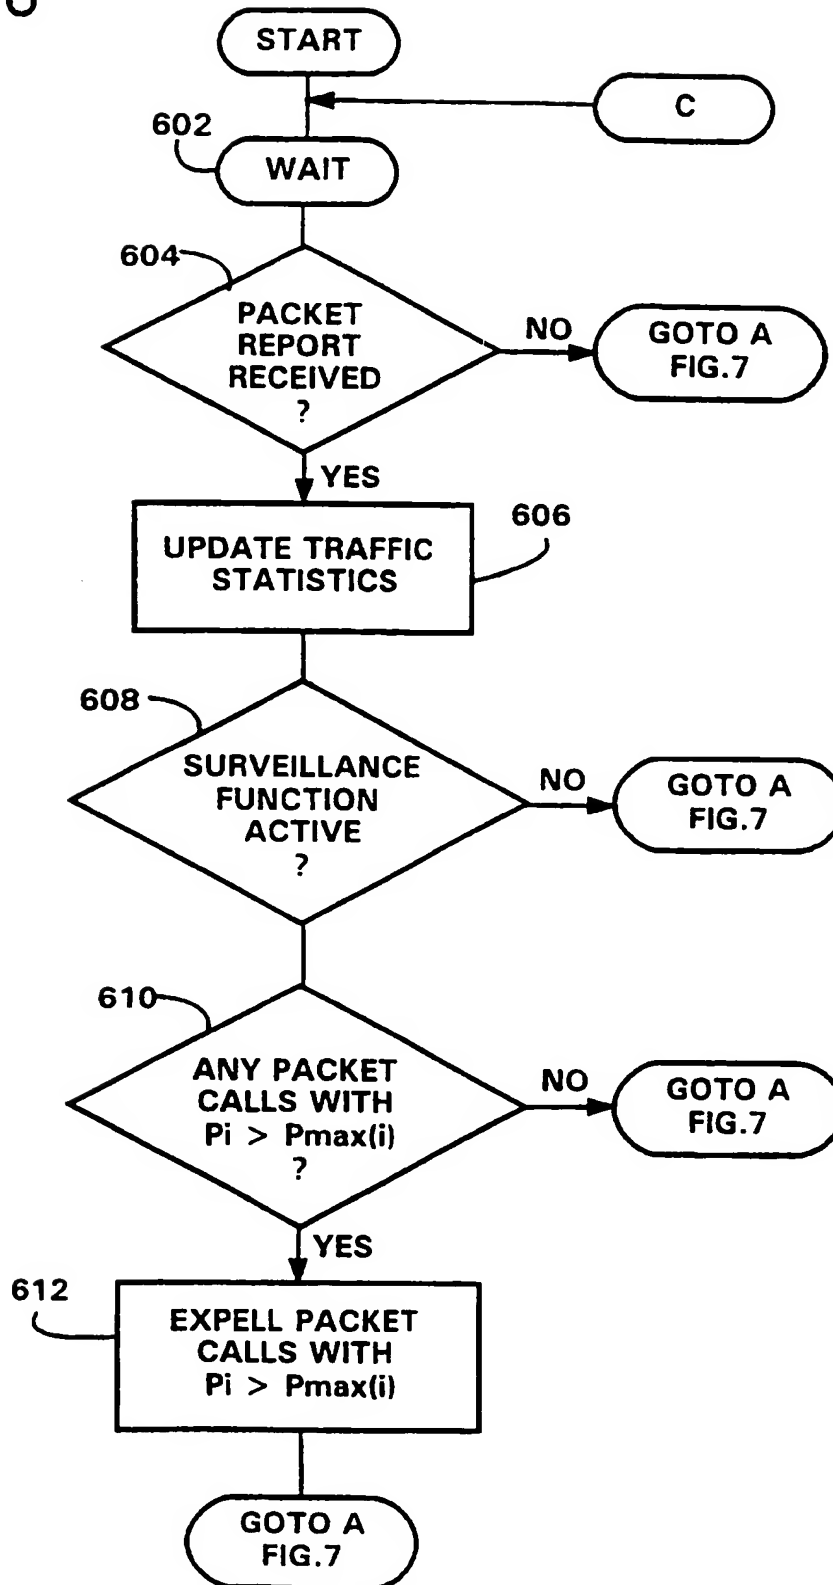 START
C
602
WAIT
604
PACKET
REPORT
RECEIVED
?
NO
GOTO A
FIG.7
YES
606
UPDATE TRAFFIC
STATISTICS
608
SURVEILLANCE
FUNCTION
ACTIVE
?
NO
GOTO A
FIG.7
610
ANY PACKET
CALLS WITH
Pi > Pmax(i)
?
NO
GOTO A
FIG.7
YES
612
EXPELL PACKET
CALLS WITH
Pi > Pmax(i)
GOTO A
FIG.7